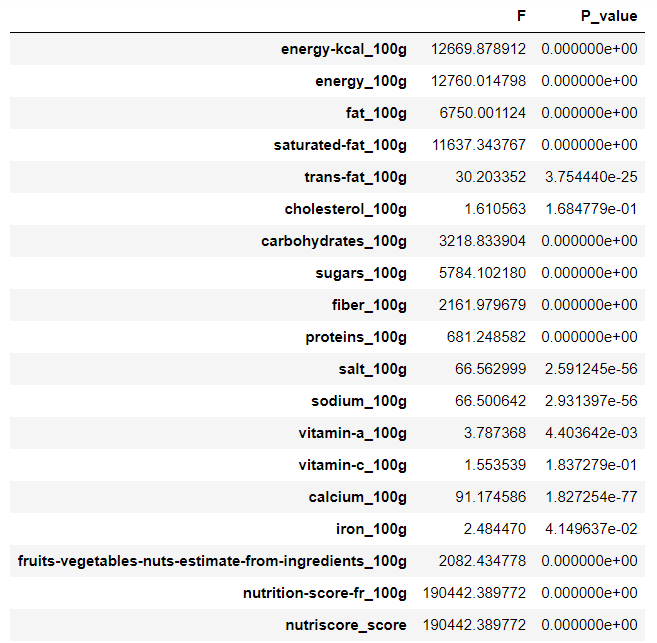 F P_value
energy-kcal_100g 12669.878912 0.000000e+00
energy_100g 12760.014798 0.000000e+00
fat_100g 6750.001124 0.000000e+00
saturated-fat_100g 11637.343767 0.000000e+00
trans-fat_100g 30.203352 3.754440e-25
cholesterol_100g 1.610563 1.684779e-01
carbohydrates_100g 3218.833904 0.000000e+00
sugars_100g 5784.102180 0.000000e+00
fiber_100g 2161.979679 0.000000e+00
proteins_100g 681.248582 0.000000e+00
salt_100g 66.562999 2.591245e-56
sodium_100g 66.500642 2.931397e-56
vitamin-a_100g 3.787368 4.403642e-03
vitamin-c_100g 1.553539 1.837279e-01
calcium_100g 91.174586 1.827254e-77
iron_100g 2.484470 4.149637e-02
fruits-vegetables-nuts-estimate-from-ingredients_100g 2082.434778 0.000000e+00
nutrition-score-fr_100g 190442.389772 0.000000e+00
nutriscore_score 190442.389772 0.000000e+00